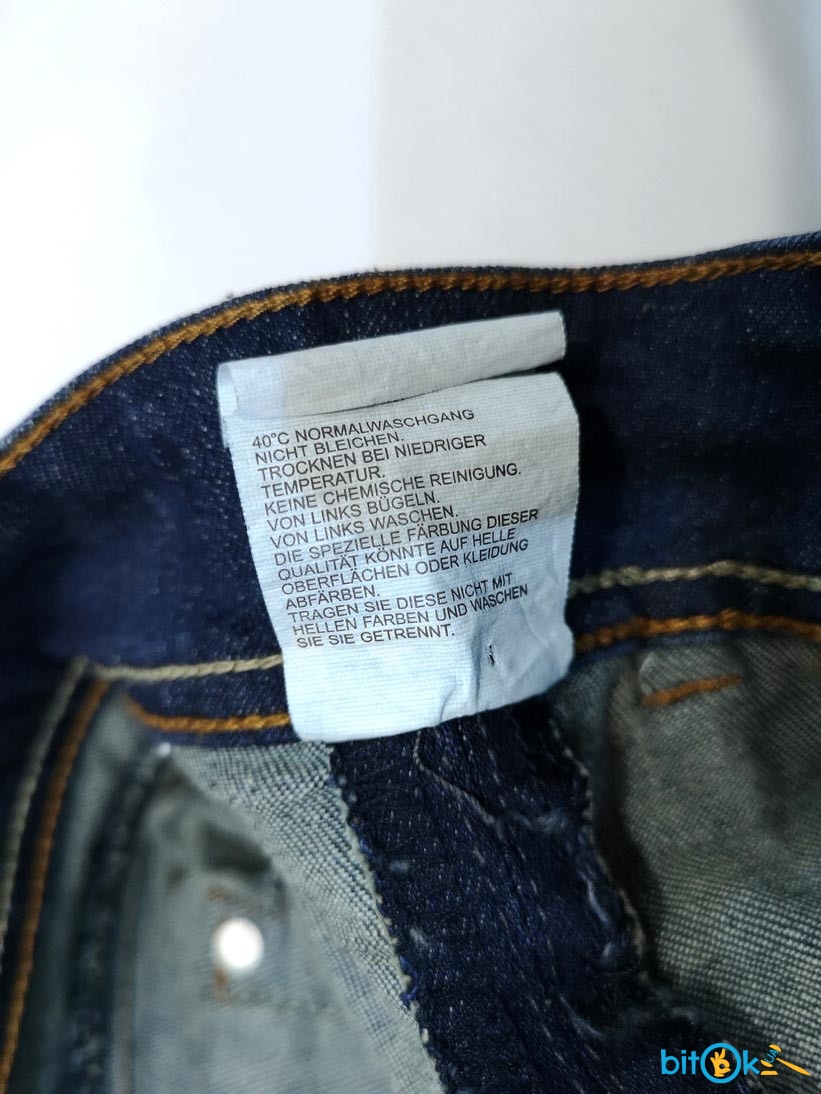 40°C NORMALWASCHGANG
NICHT BLEICHEN.
TROCKNEN BEI NIEDRIGER
TEMPERATUR.
KEINE CHEMISCHE REINIGUNG.
VON LINKS BÜGELN.
VON LINKS WASCHEN.
DIE SPEZIELLE FÄRBUNG DIESER
QUALITÄT KÖNNTE AUF HELLE
OBERFLÄCHEN ODER KLEIDUNG
ABFÄRBEN.
TRAGEN SIE DIESE NICHT MIT
HELLEN FARBEN UND WASCHEN
SIE SIE GETRENNT.
bitOk